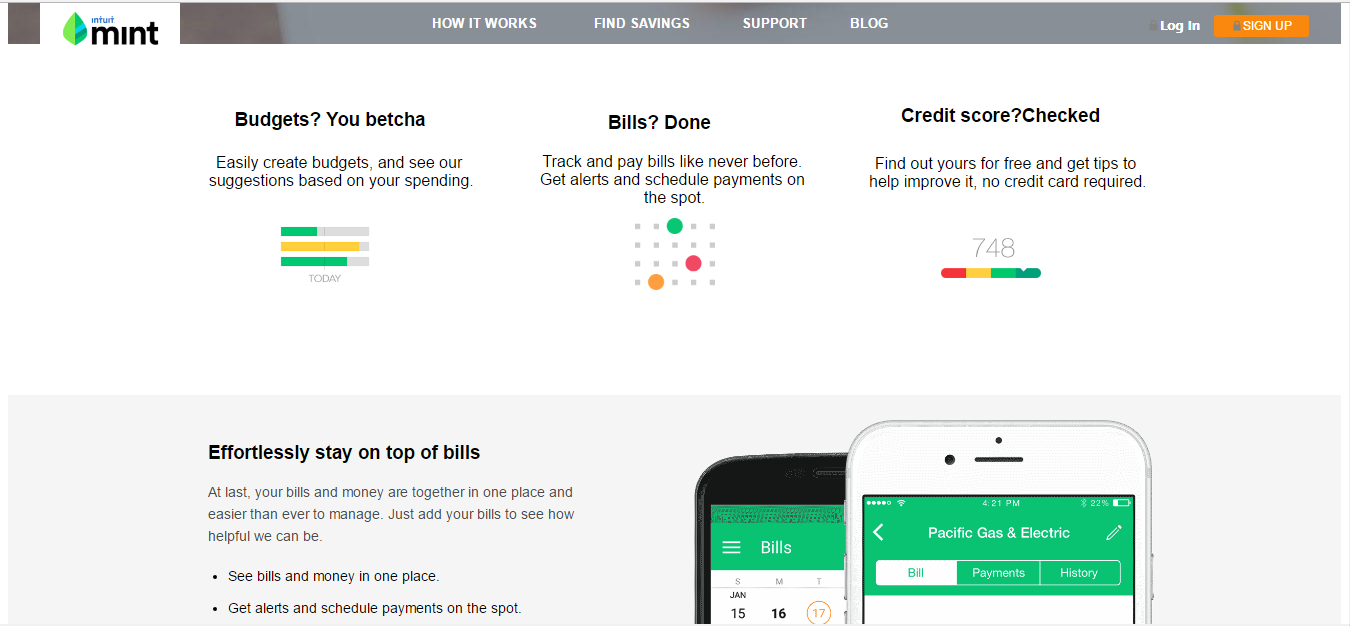 intuit
mint
HOW IT WORKS
FIND SAVINGS
SUPPORT
BLOG
Log In
SIGN UP
Budgets? You betcha
Easily create budgets, and see our
suggestions based on your spending.
TODAY
Bills? Done
Track and pay bills like never before.
Get alerts and schedule payments on
the spot.
Credit score?Checked
Find out yours for free and get tips to
help improve it, no credit card required.
748
Effortlessly stay on top of bills
At last, your bills and money are together in one place and
easier than ever to manage. Just add your bills to see how
helpful we can be.
• See bills and money in one place.
• Get alerts and schedule payments on the spot.
Bills
S M T
JAN
15 16 17
4:21 PM
22%
Pacific Gas & Electric
Bill Payments History